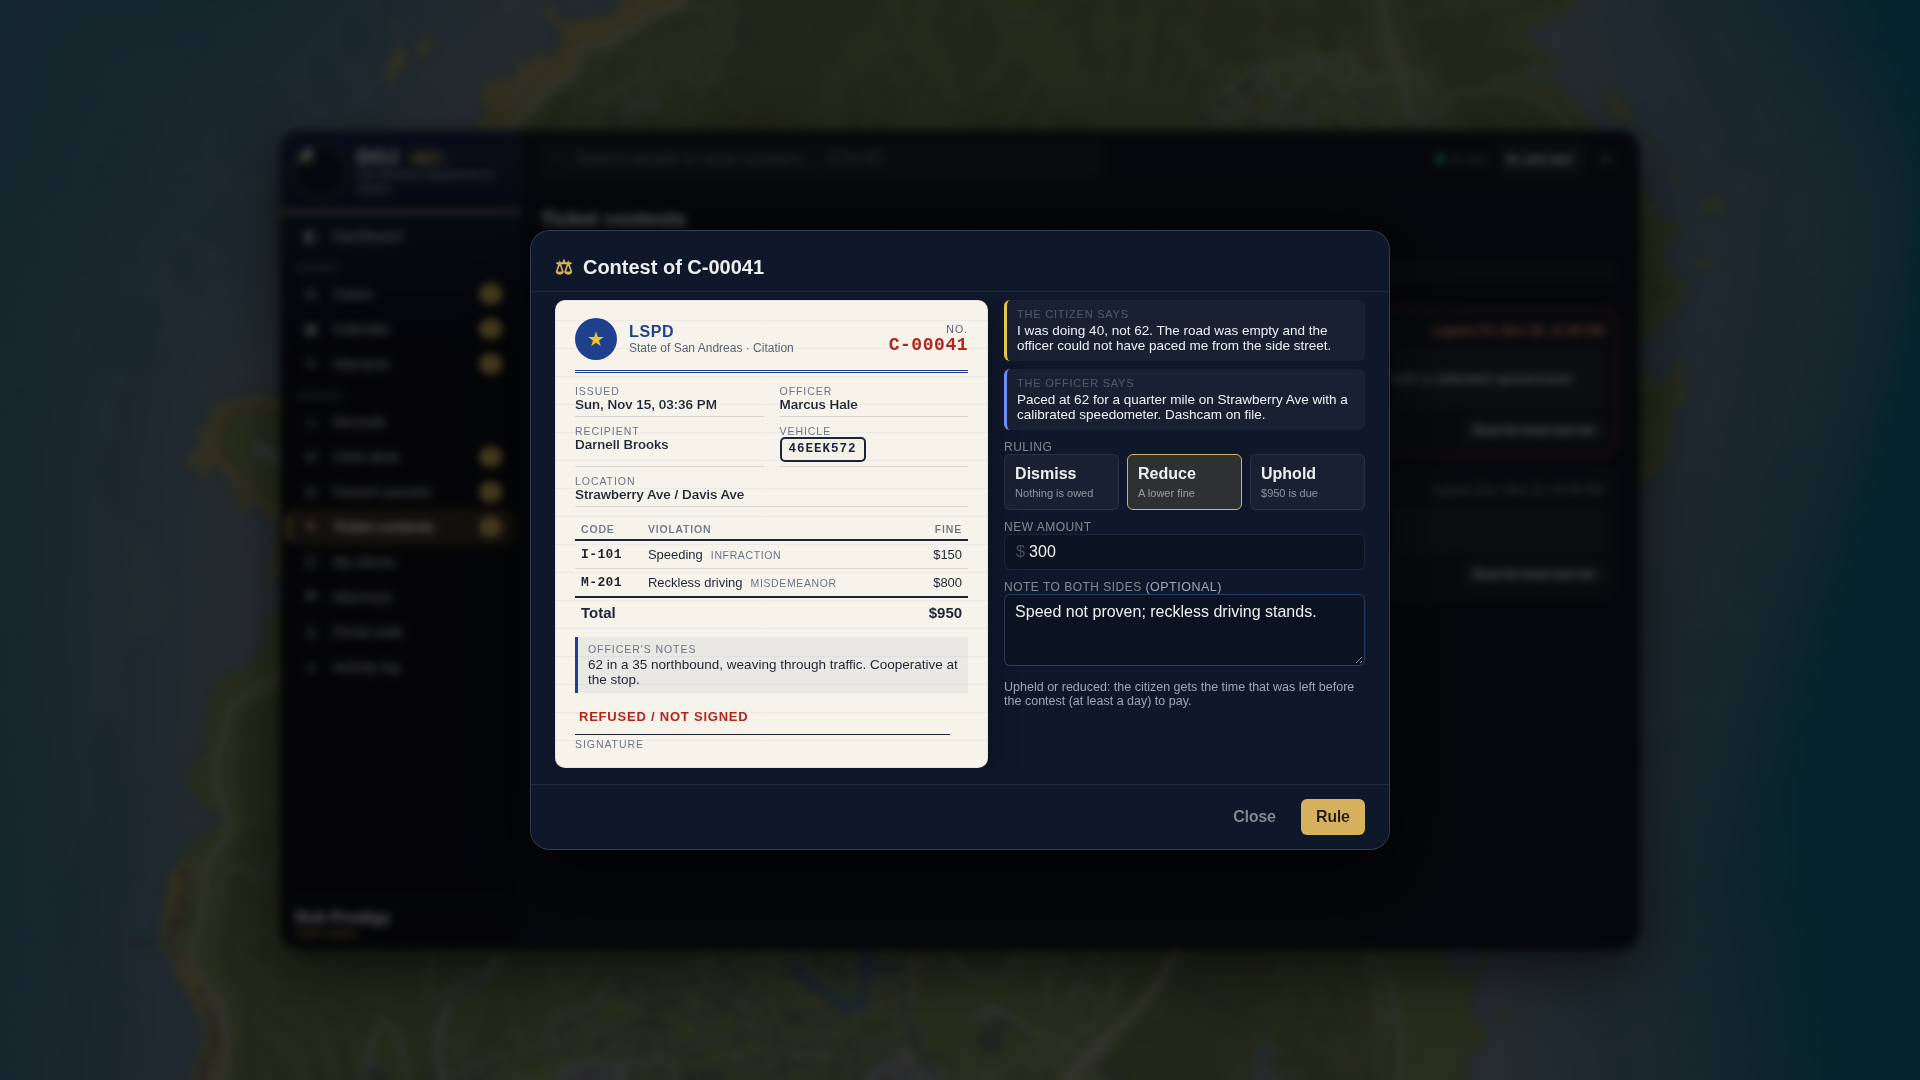 Ticket contests
⚖ Contest of C-00041
★ LSPD
State of San Andreas · Citation
NO.
C-00041
ISSUED
Sun, Nov 15, 03:36 PM
OFFICER
Marcus Hale
RECIPIENT
Darnell Brooks
VEHICLE
46EEK572
LOCATION
Strawberry Ave / Davis Ave
CODE VIOLATION FINE
I-101 Speeding INFRACTION $150
M-201 Reckless driving MISDEMEANOR $800
Total $950
OFFICER'S NOTES
62 in a 35 northbound, weaving through traffic. Cooperative at
the stop.
REFUSED / NOT SIGNED
SIGNATURE
THE CITIZEN SAYS
I was doing 40, not 62. The road was empty and the
officer could not have paced me from the side street.
THE OFFICER SAYS
Paced at 62 for a quarter mile on Strawberry Ave with a
calibrated speedometer. Dashcam on file.
RULING
Dismiss
Nothing is owed
Reduce
A lower fine
Uphold
$950 is due
NEW AMOUNT
$ 300
NOTE TO BOTH SIDES (OPTIONAL)
Speed not proven; reckless driving stands.
Upheld or reduced: the citizen gets the time that was left before
the contest (at least a day) to pay.
Close
Rule